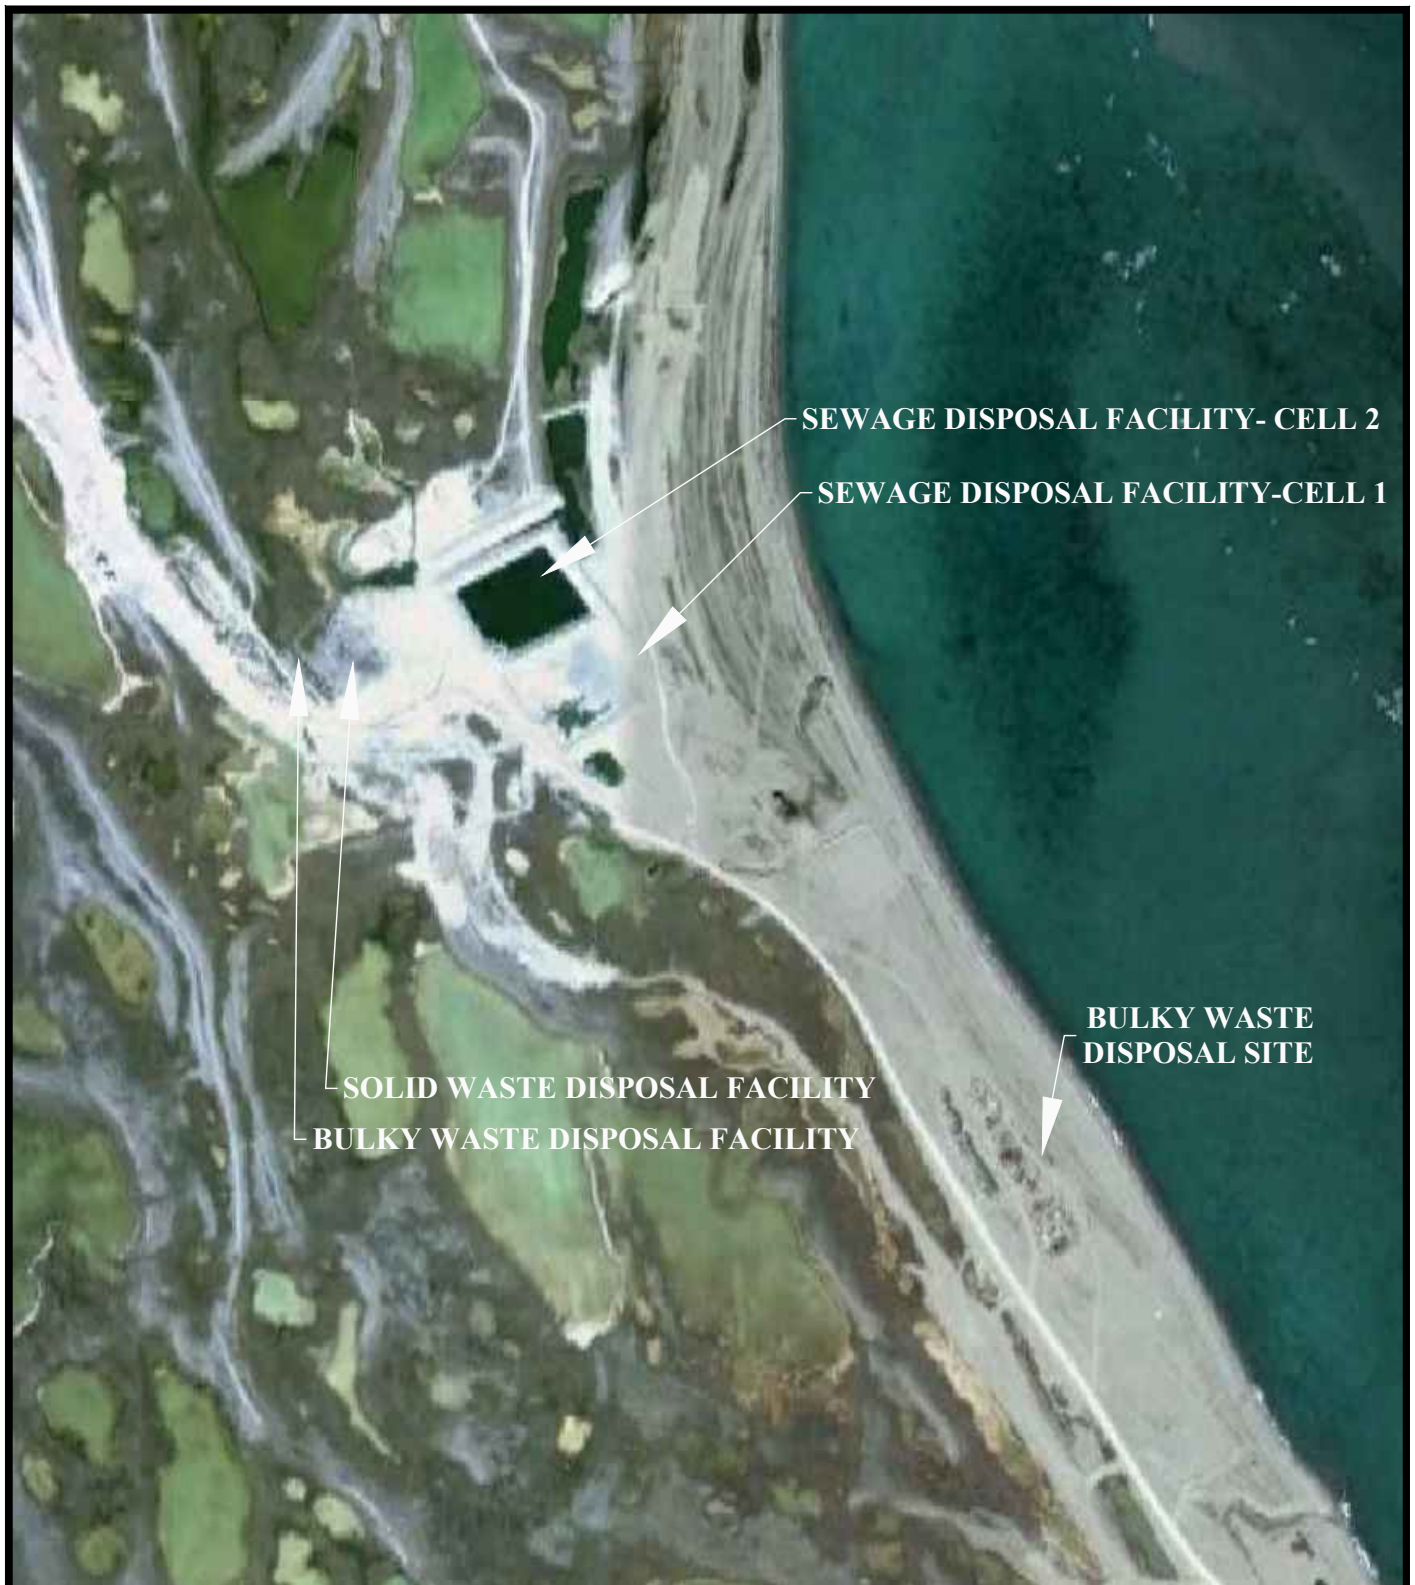 SEWAGE DISPOSAL FACILITY- CELL 2
SEWAGE DISPOSAL FACILITY-CELL 1
BULKY WASTE
DISPOSAL SITE
SOLID WASTE DISPOSAL FACILITY
BULKY WASTE DISPOSAL FACILITY